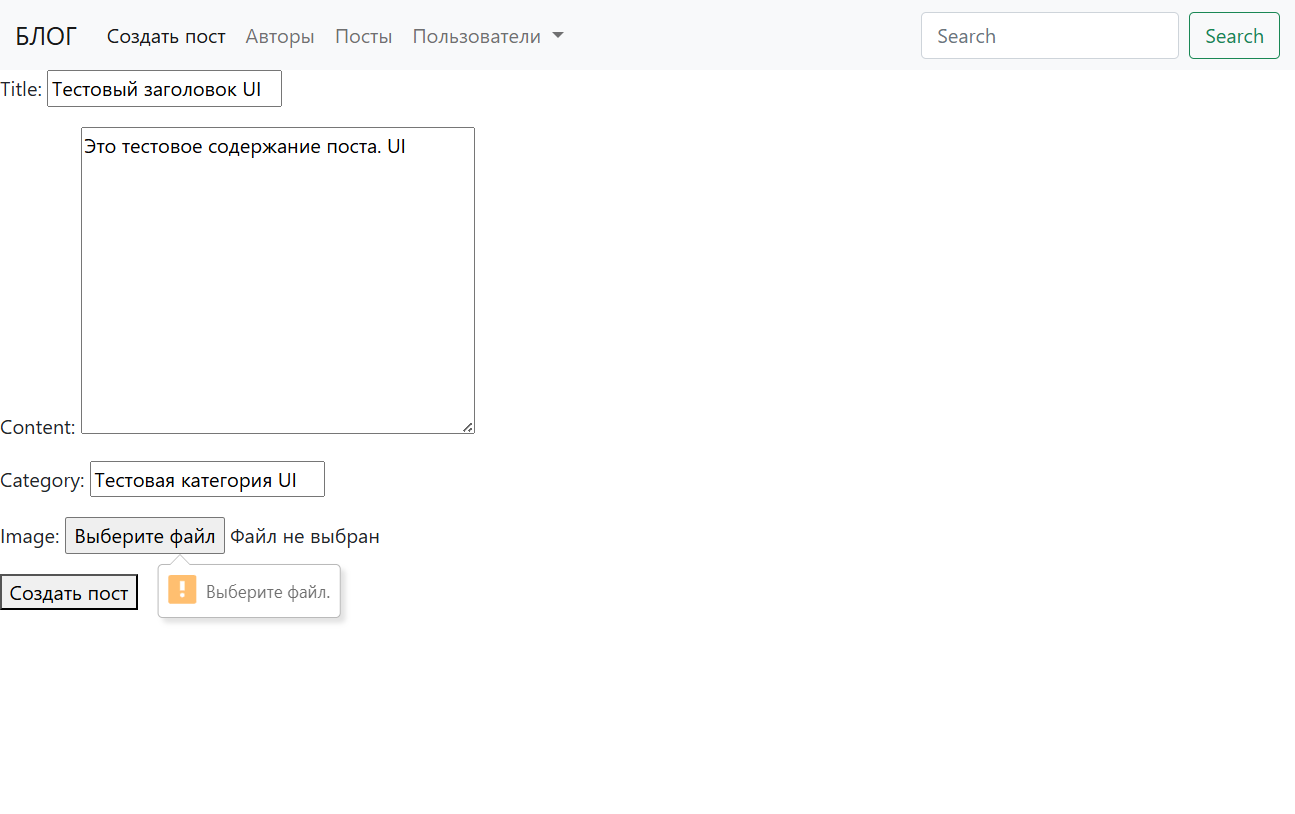 БЛОГ Создать пост Авторы Посты Пользователи Search Search
Title: Тестовый заголовок UI
Это тестовое содержание поста. UI
Content:
Category: Тестовая категория UI
Image: Выберите файл Файл не выбран
Создать пост Выберите файл.